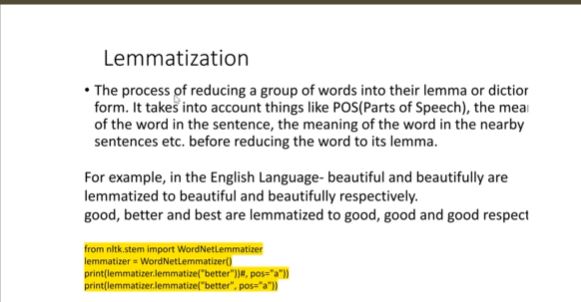 Lemmatization
• The process of reducing a group of words into their lemma or diction
form. It takes into account things like POS(Parts of Speech), the mea
of the word in the sentence, the meaning of the word in the nearby
sentences etc. before reducing the word to its lemma.
For example, in the English Language- beautiful and beautifully are
lemmatized to beautiful and beautifully respectively.
good, better and best are lemmatized to good, good and good respect
from nltk.stem import WordNetLemmatizer
lemmatizer = WordNetLemmatizer()
print(lemmatizer.lemmatize("better"))#, pos="a"))
print(lemmatizer.lemmatize("better", pos="a"))